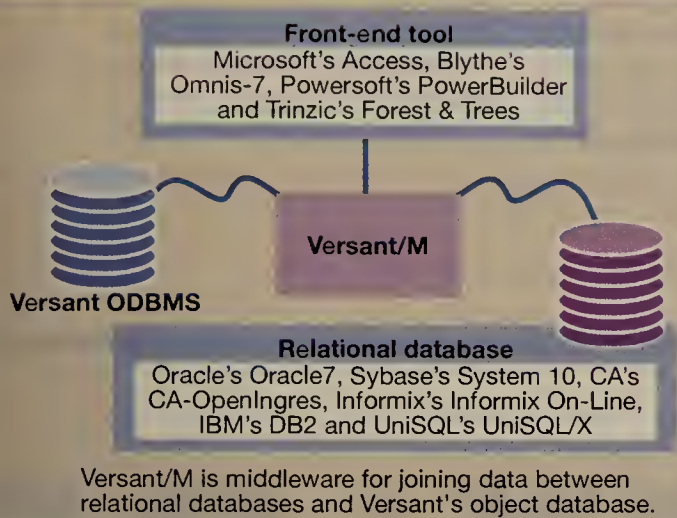 Front-end tool
Microsoft's Access, Blythe's
Omnis-7, Powersoft's PowerBuilder
and Trinzic's Forest & Trees
Versant/M
Versant ODBMS
Relational database
Oracle's Oracle7, Sybase's System 10, CA's
CA-OpenIngres, Informix's Informix On-Line,
IBM's DB2 and UniSQL's UniSQL/X
Versant/M is middleware for joining data between
relational databases and Versant's object database.